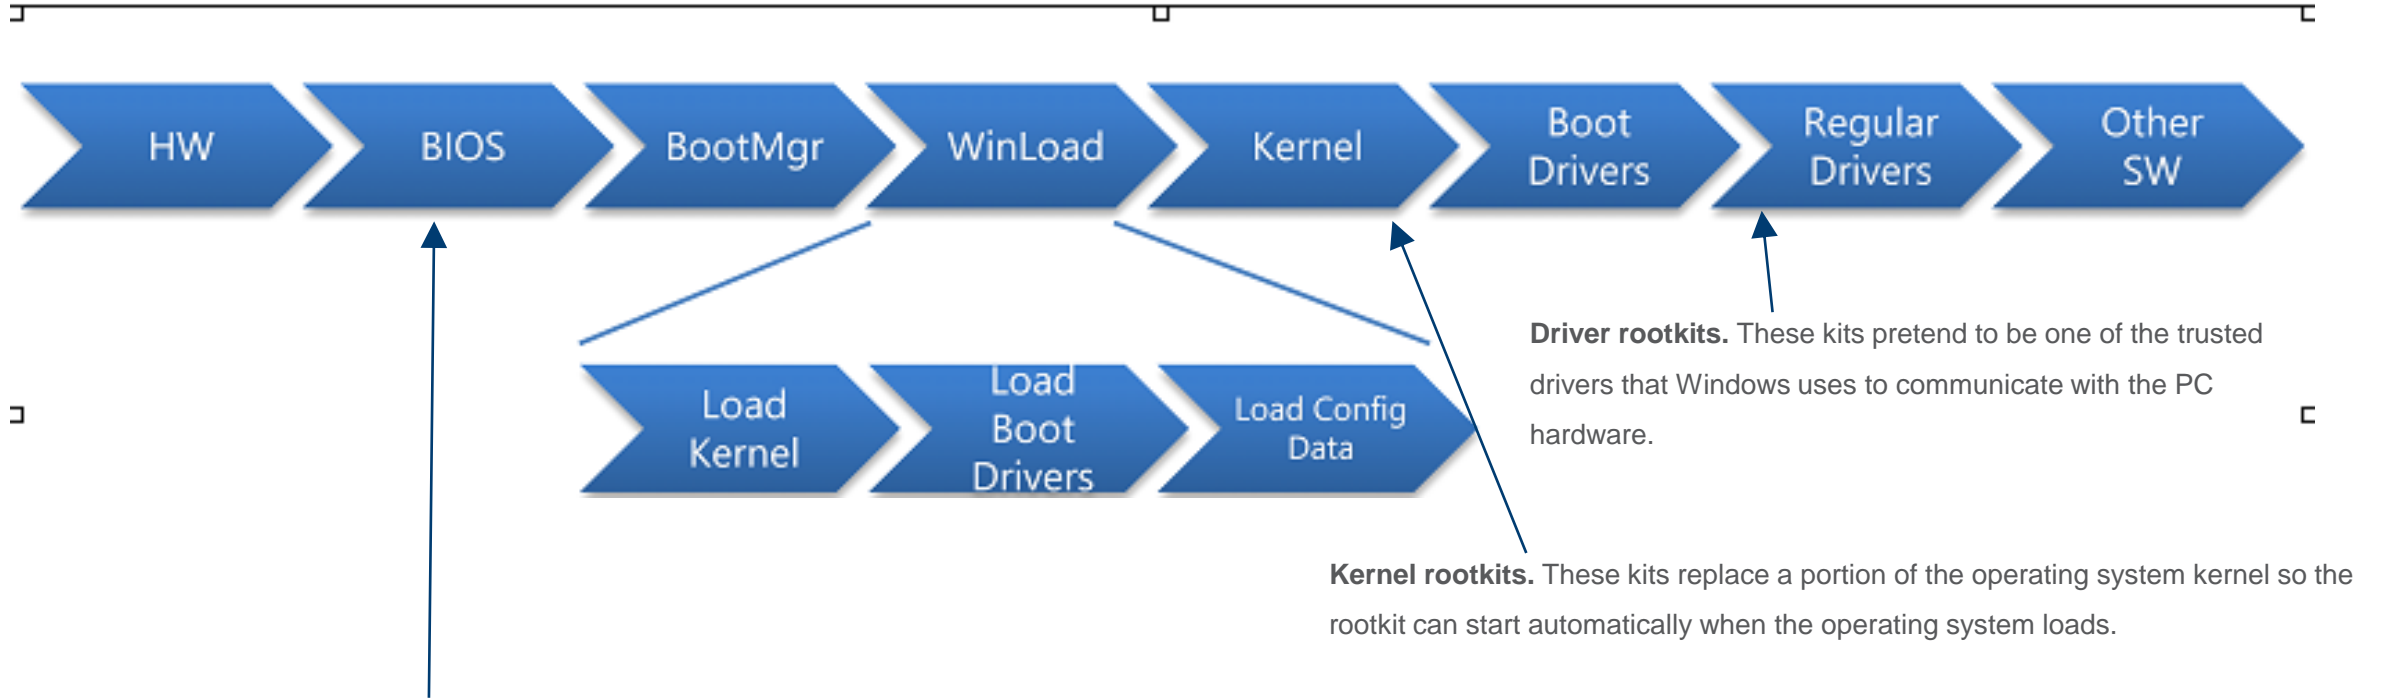 HW
BIOS
BootMgr
WinLoad
Kernel
Boot
Drivers
Regular
Drivers
Other
SW
Load
Kernel
Load
Boot
Drivers
Load Config
Data
Driver rootkits. These kits pretend to be one of the trusted
drivers that Windows uses to communicate with the PC
hardware.
Kernel rootkits. These kits replace a portion of the operating system kernel so the
rootkit can start automatically when the operating system loads.